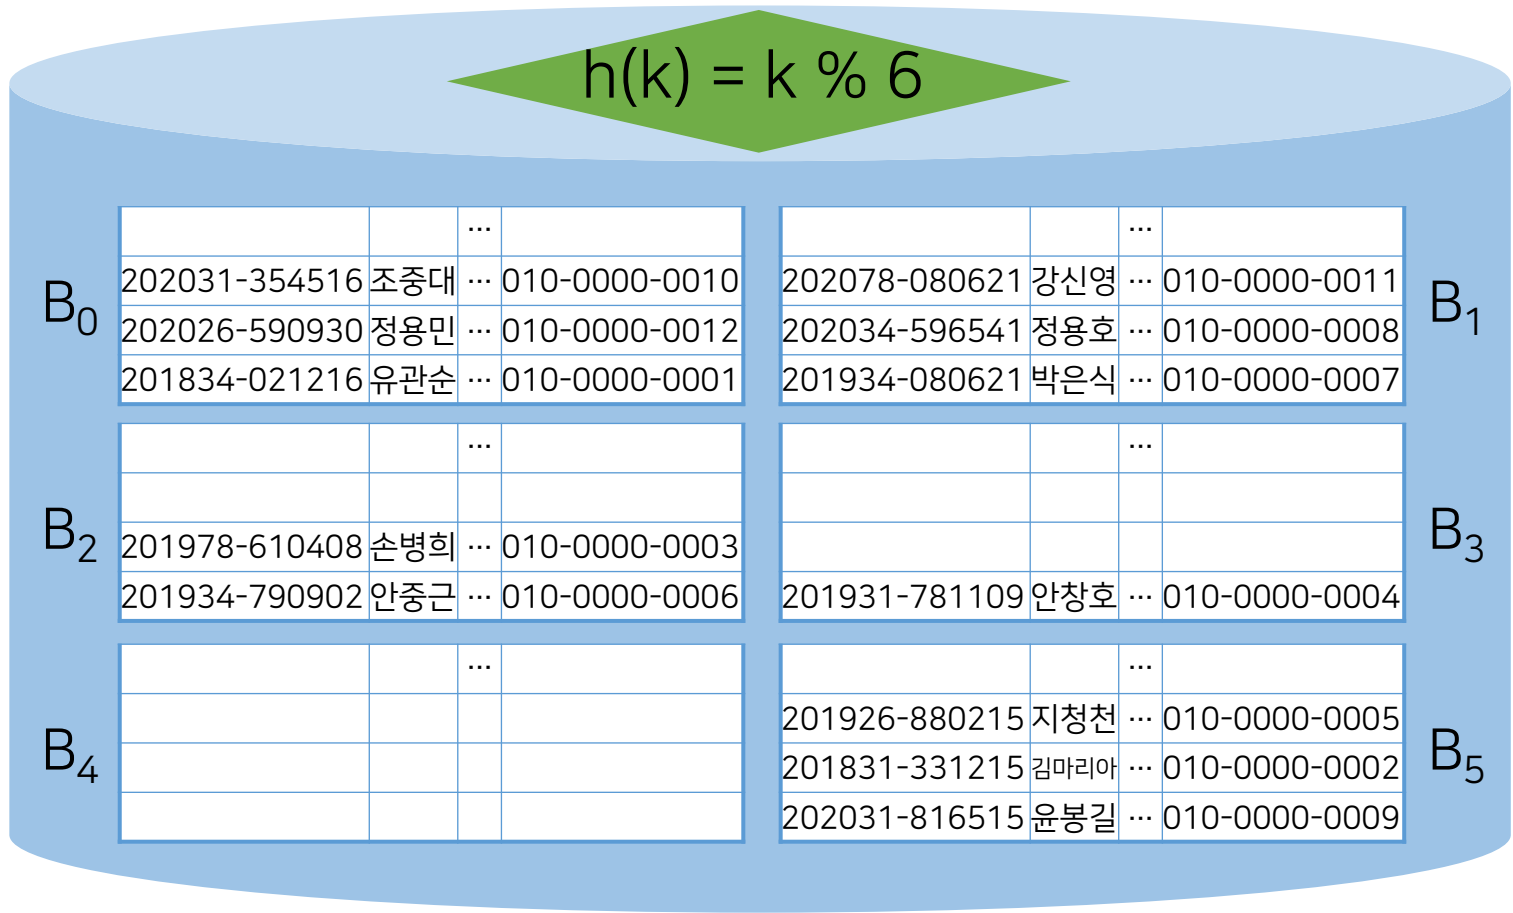 h(k) = k % 6
B0
…
202031-354516 조중대 … 010-0000-0010
202026-590930 정용민 … 010-0000-0012
201834-021216 유관순 … 010-0000-0001
…
202078-080621 강신영 … 010-0000-0011
202034-596541 정용호 … 010-0000-0008
201934-080621 박은식 … 010-0000-0007
B1
B2
…
201978-610408 손병희 … 010-0000-0003
201934-790902 안중근 … 010-0000-0006
…
201931-781109 안창호 … 010-0000-0004
B3
B4
…
…
201926-880215 지청천 … 010-0000-0005
201831-331215 김마리아 … 010-0000-0002
202031-816515 윤봉길 … 010-0000-0009
B5